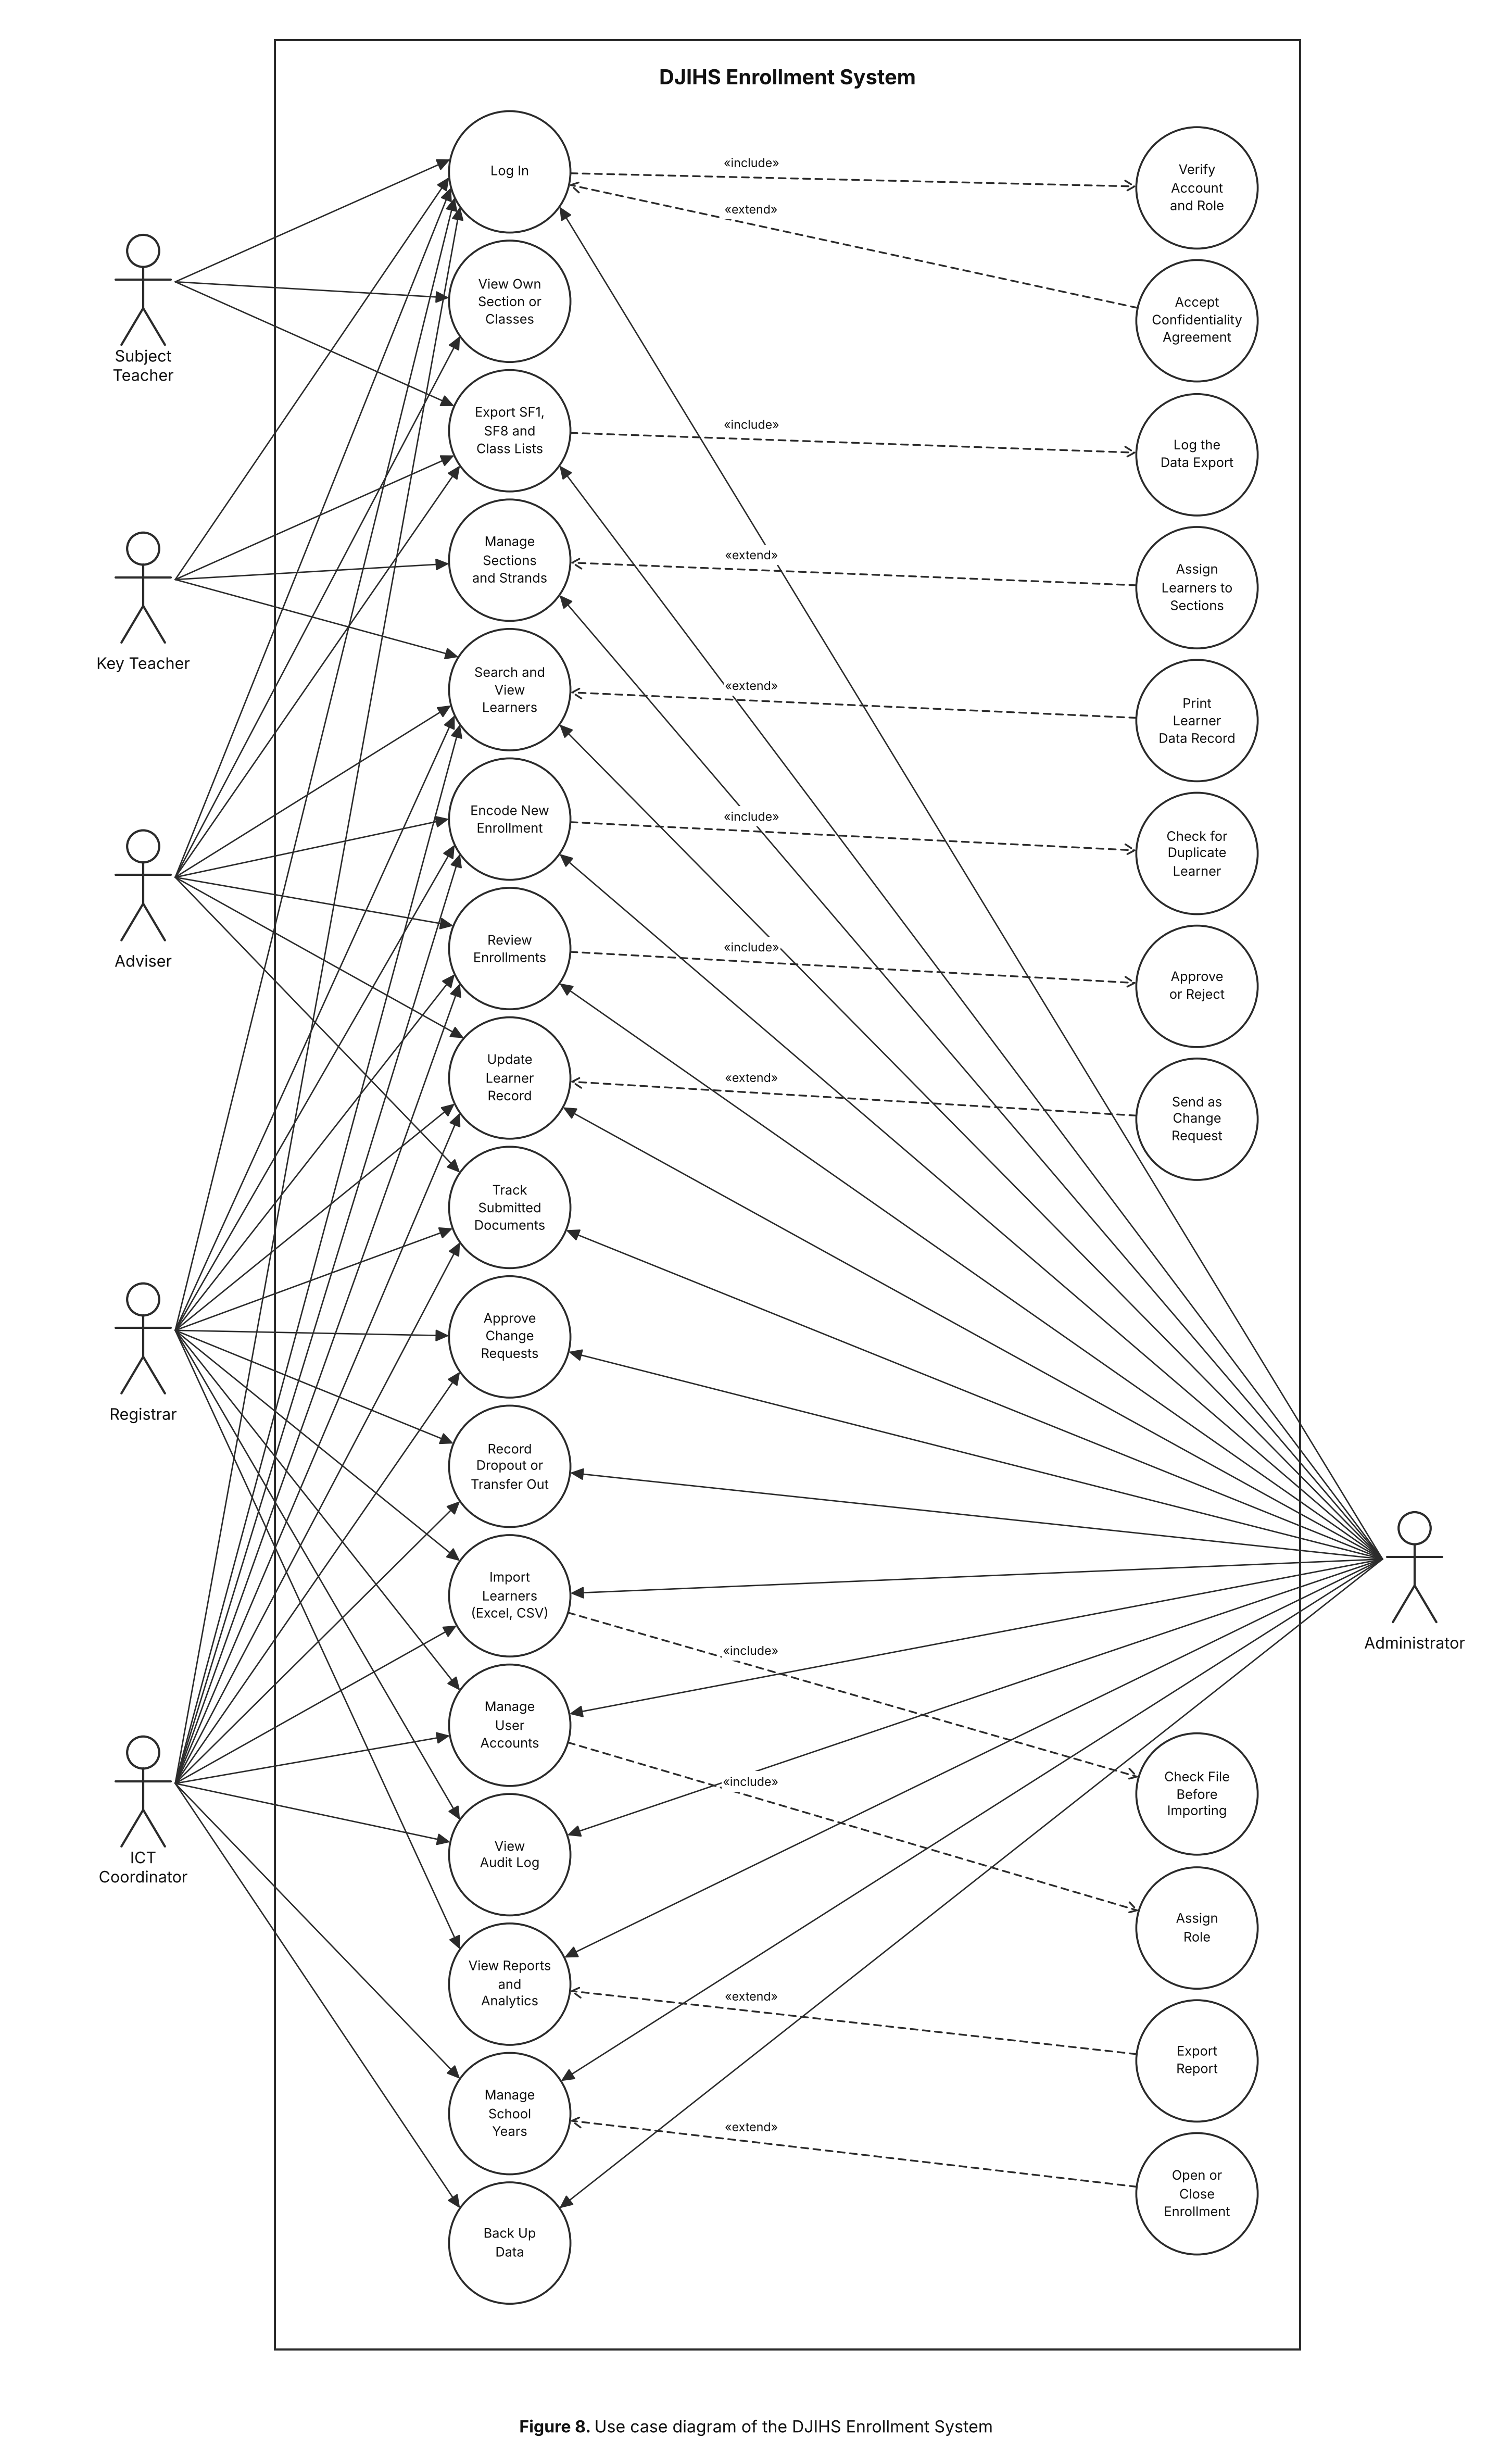 DJIHS Enrollment System
Log In
«include»
Verify
Account
and Role
«extend»
View Own
Section or
Classes
Accept
Confidentiality
Agreement
Subject
Teacher
Export SF1,
SF8 and
Class Lists
«include»
Log the
Data Export
Manage
Sections
and Strands
«extend»
Assign
Learners to
Sections
Key Teacher
Search and
View
Learners
«extend»
Print
Learner
Data Record
Encode New
Enrollment
«include»
Check for
Duplicate
Learner
Adviser
Review
Enrollments
«include»
Approve
or Reject
Update
Learner
Record
«extend»
Send as
Change
Request
Track
Submitted
Documents
Approve
Change
Requests
Registrar
Record
Dropout or
Transfer Out
Import
Learners
(Excel, CSV)
«include»
Administrator
Manage
User
Accounts
«include»
Check File
Before
Importing
ICT
Coordinator
View
Audit Log
Assign
Role
View Reports
and
Analytics
«extend»
Export
Report
Manage
School
Years
«extend»
Open or
Close
Enrollment
Back Up
Data
Figure 8. Use case diagram of the DJIHS Enrollment System